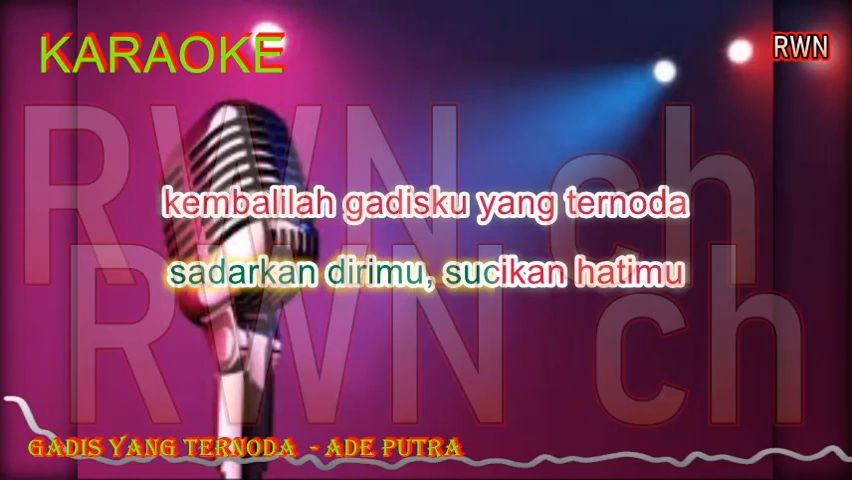 KARAOKE
RWN
RWN ch
kembalilah gadisku yang ternoda
sadarkan dirimu, sucikan hatimu
RWN ch
GADIS YANG TERNODA - ADE PUTRA